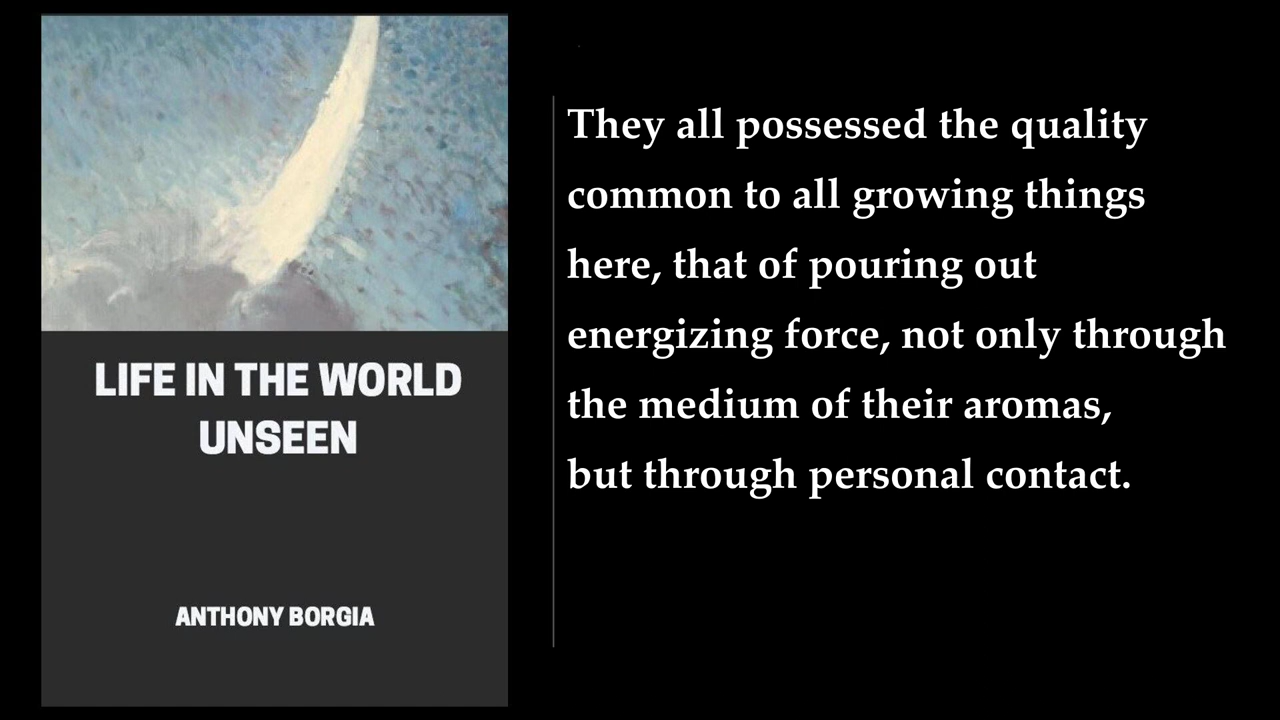 LIFE IN THE WORLD
UNSEEN
ANTHONY BORGIA
They all possessed the quality
common to all growing things
here, that of pouring out
energizing force, not only through
the medium of their aromas,
but through personal contact.